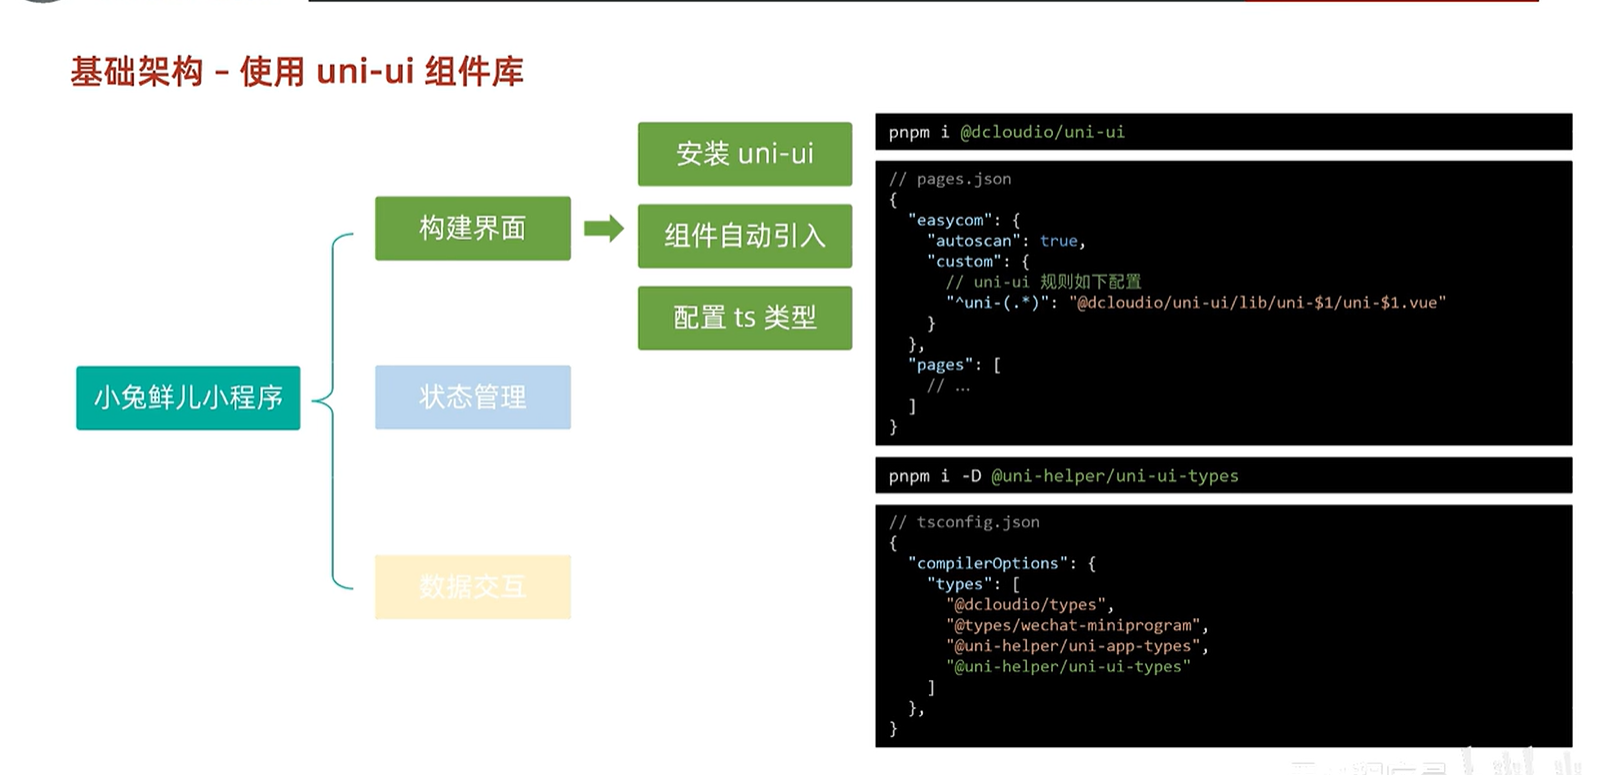 基础架构 – 使用 uni-ui 组件库
小兔鲜儿小程序
构建界面
状态管理
数据交互
安装 uni-ui
组件自动引入
配置 ts 类型
pnpm i @dcloudio/uni-ui
// pages.json
{
"easycom": {
"autoscan": true,
"custom": {
// uni-ui 规则如下配置
"^uni-(.*)": "@dcloudio/uni-ui/lib/uni-$1/uni-$1.vue"
}
},
"pages": [
// …
]
}
pnpm i -D @uni-helper/uni-ui-types
// tsconfig.json
{
"compilerOptions": {
"types": [
"@dcloudio/types",
"@types/wechat-miniprogram",
"@uni-helper/uni-app-types",
"@uni-helper/uni-ui-types"
]
},
}